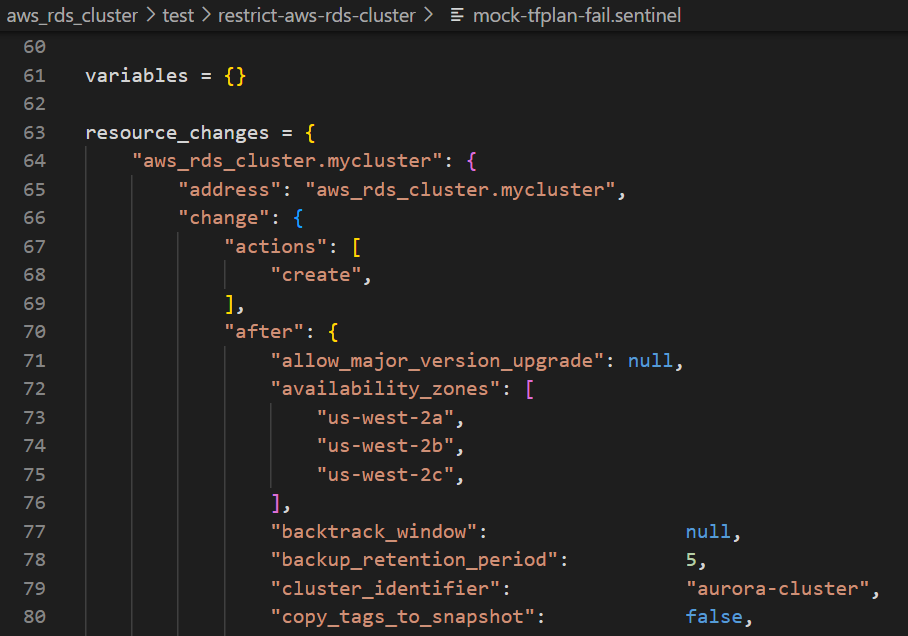 aws_rds_cluster > test > restrict-aws-rds-cluster > mock-tfplan-fail.sentinel
60
61 variables = {}
62
63 resource_changes = {
64 "aws_rds_cluster.mycluster": {
65 "address": "aws_rds_cluster.mycluster",
66 "change": {
67 "actions": [
68 "create",
69 ],
70 "after": {
71 "allow_major_version_upgrade": null,
72 "availability_zones": [
73 "us-west-2a",
74 "us-west-2b",
75 "us-west-2c",
76 ],
77 "backtrack_window": null,
78 "backup_retention_period": 5,
79 "cluster_identifier": "aurora-cluster",
80 "copy_tags_to_snapshot": false,